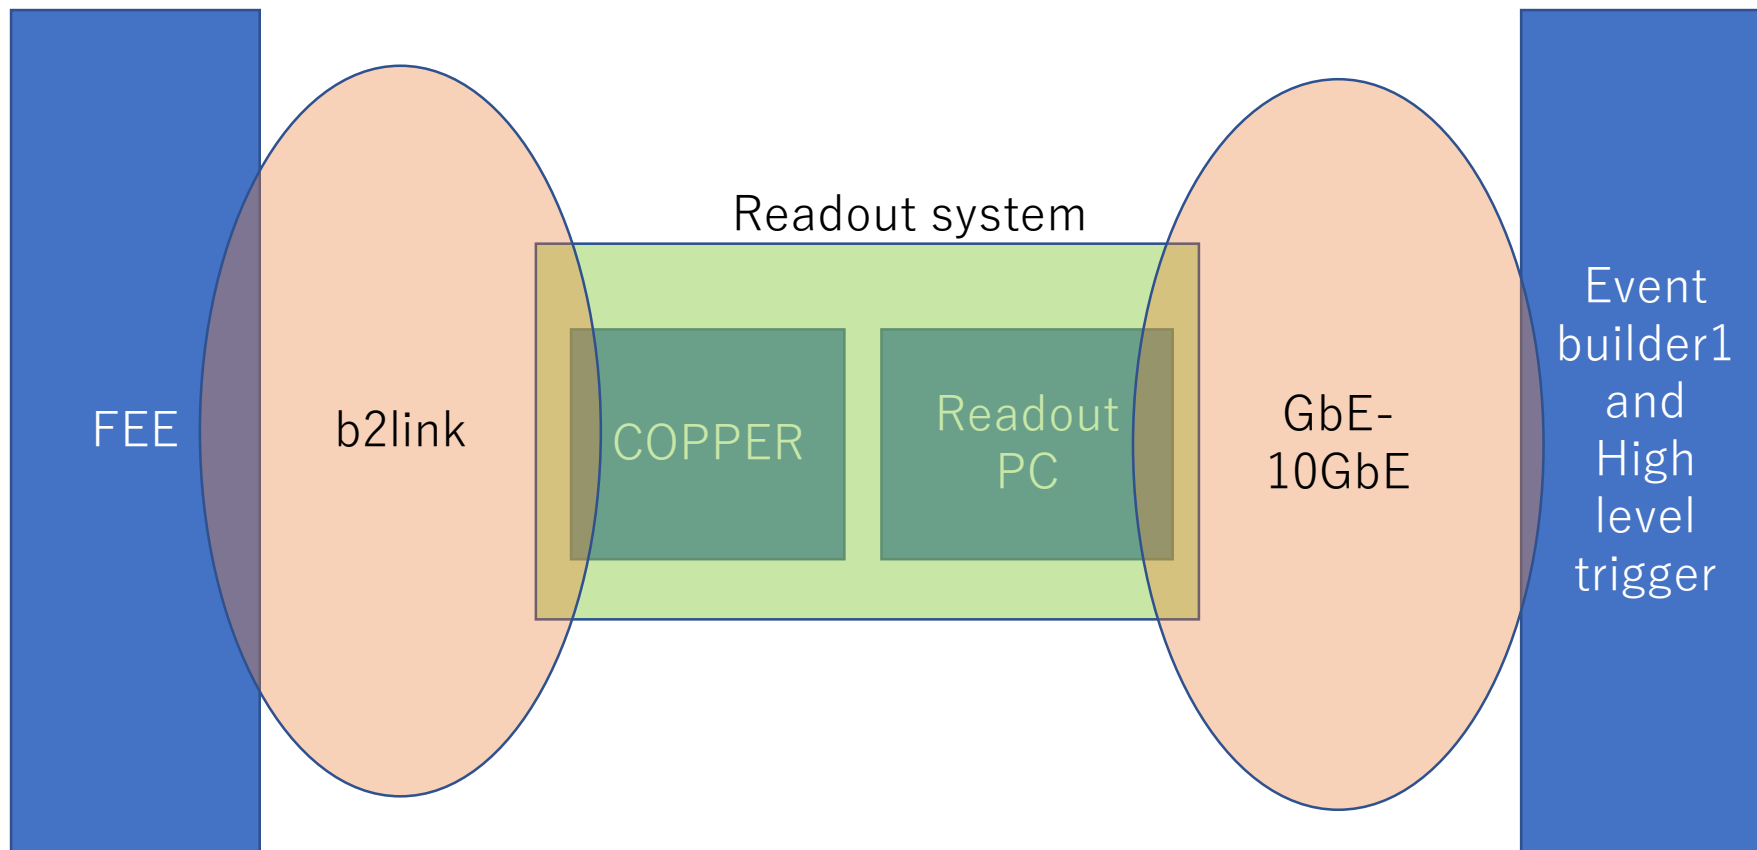 Readout system
FEE
b2link
COPPER
Readout
PC
GbE-
10GbE
Event
builder1
and
High
level
trigger